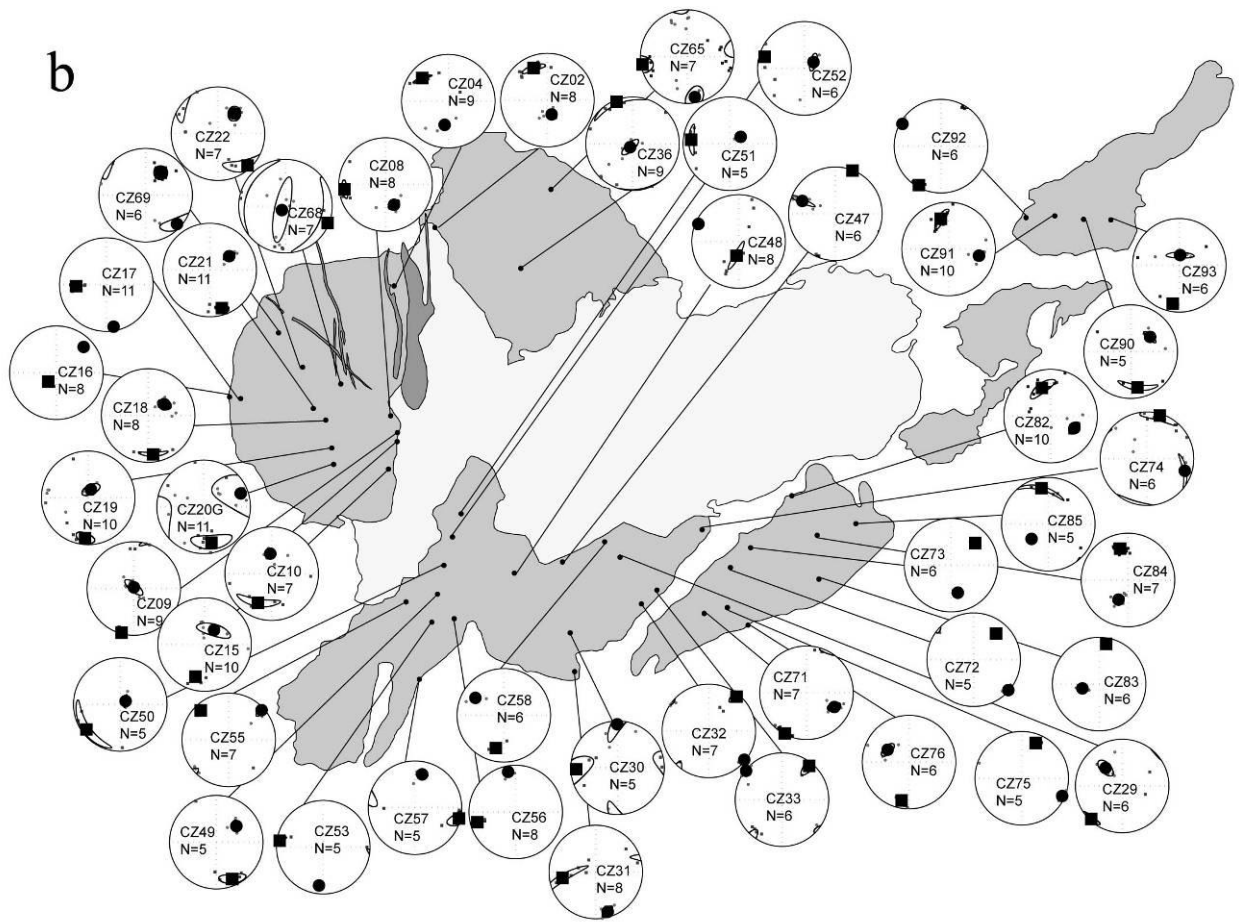 b
CZ04
N=9
CZ02
N=8
CZ65
N=7
CZ52
N=6
CZ22
N=7
CZ08
N=8
CZ36
N=9
CZ51
N=5
CZ92
N=6
CZ69
N=6
CZ68
N=7
CZ47
N=6
CZ48
N=8
CZ91
N=10
CZ93
N=6
CZ21
N=11
CZ17
N=11
CZ16
N=8
CZ90
N=5
CZ18
N=8
CZ82
N=10
CZ74
N=6
CZ19
N=10
CZ20G
N=11
CZ85
N=5
CZ10
N=7
CZ73
N=6
CZ84
N=7
CZ09
N=9
CZ15
N=10
CZ72
N=5
CZ83
N=6
CZ50
N=5
CZ55
N=7
CZ58
N=6
CZ30
N=5
CZ32
N=7
CZ71
N=7
CZ33
N=6
CZ76
N=6
CZ75
N=5
CZ29
N=6
CZ49
N=5
CZ53
N=5
CZ57
N=5
CZ56
N=8
CZ31
N=8